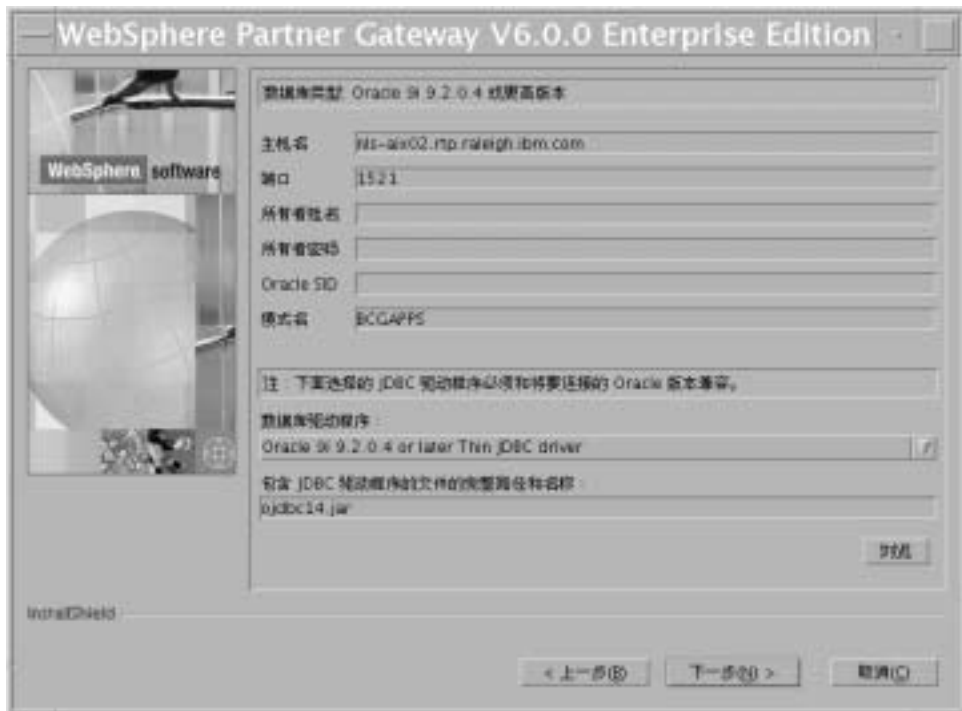 WebSphere Partner Gateway V6.0.0 Enterprise Edition
WebSphere software
数据库类型: Oracle 9i 9.2.0.4 或更高版本
主机名
nls-aix02.rtp.raleigh.ibm.com
端口
1521
所有者姓名
所有者密码
Oracle SID
模式名
BCGAPPS
注:下面选择的 JDBC 驱动程序必须和将要连接的 Oracle 版本兼容。
数据库驱动程序:
Oracle 9i 9.2.0.4 or later Thin JDBC driver
包含 JDBC 驱动程序的文件的完整路径和名称:
ojdbc14.jar
浏览
InstallShield
< 上一步(B)
下一步(N) >
取消(C)